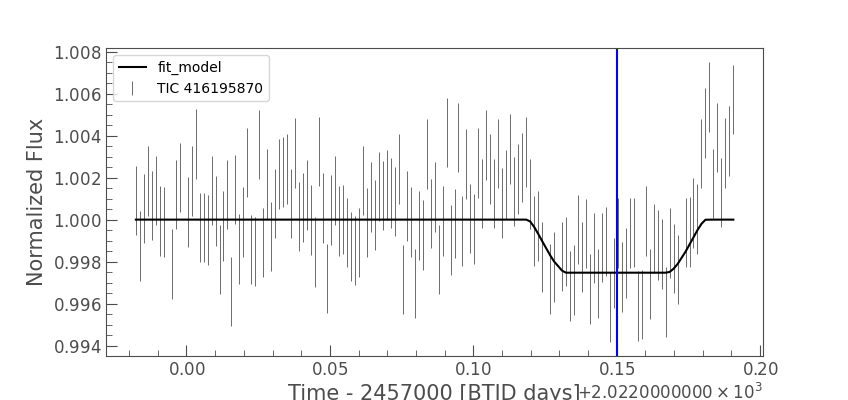 1.008
1.006
1.004
1.002
1.000
0.998
0.996
0.994
Normalized Flux
fit_model
TIC 416195870
0.00 0.05 0.10 0.15 0.20
Time - 2457000 [BTJD days]
+2.0220000000 × 10³